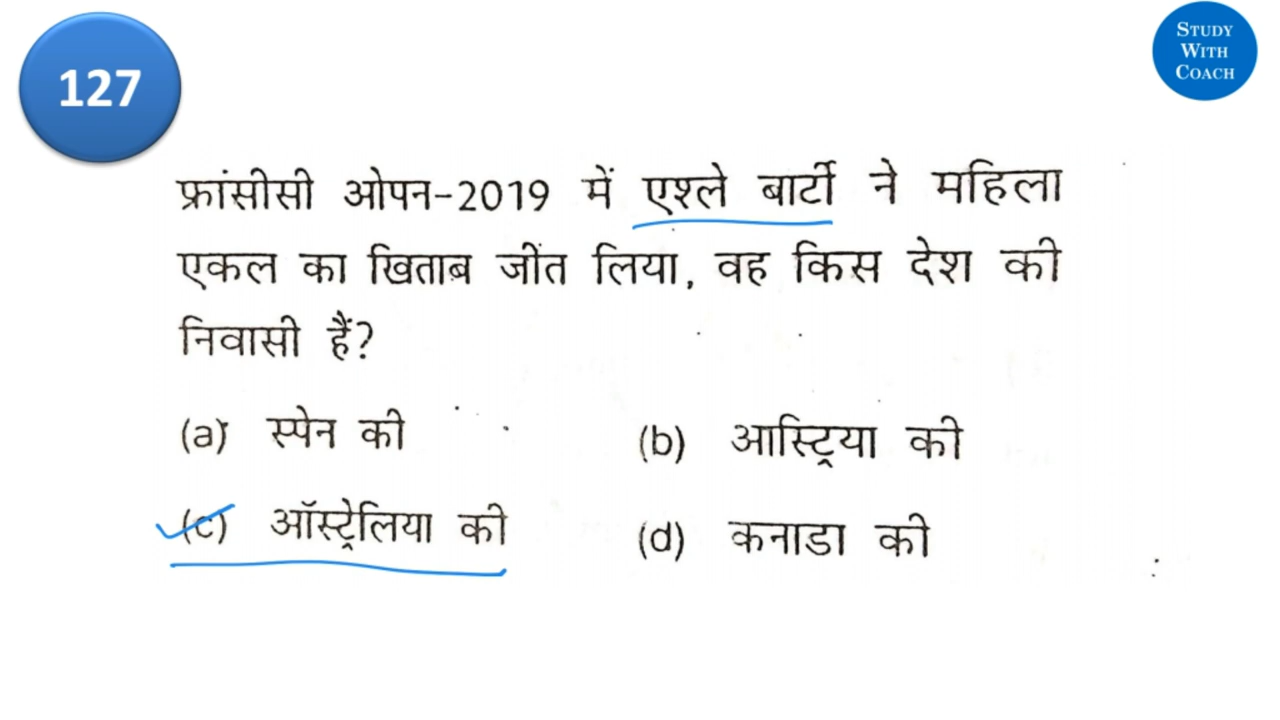 127
STUDY
WITH
COACH
फ्रांसीसी ओपन-2019 में एश्ले बार्टी ने महिला
एकल का खिताब जीत लिया, वह किस देश की
निवासी हैं?
(a) स्पेन की
(b) आस्ट्रिया की
(c) ऑस्ट्रेलिया की
(d) कनाडा की